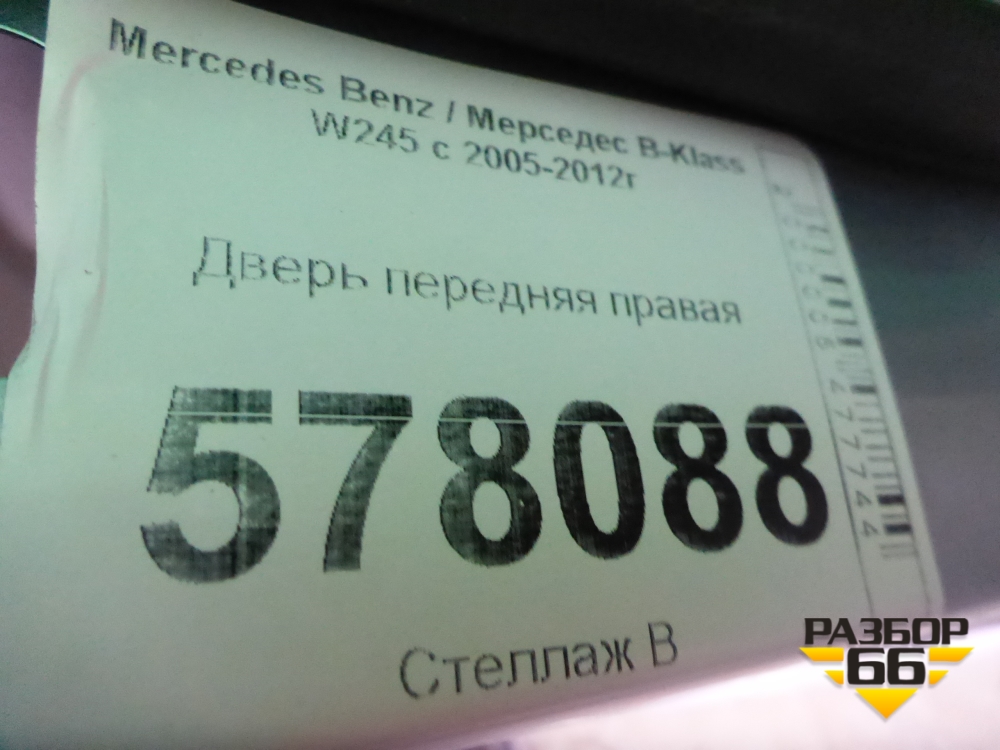 Mercedes Benz / Мерседес B-Klass
W245 с 2005-2012г
Дверь передняя правая
578088
Стеллаж В
РАЗБОР
66